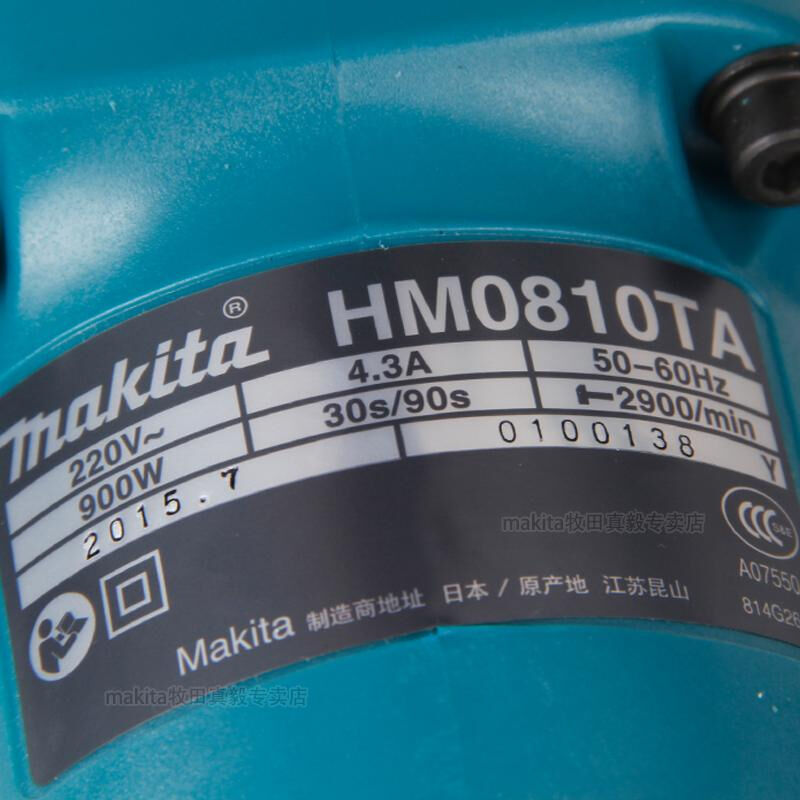 makita®
HM0810TA
220V~ 4.3A 50-60Hz
900W 30s/90s 2900/min
2015.7 0100138 Y
makita牧田真毅专卖店
S&E
A07550
814G26
Makita 制造商地址 日本 / 原产地 江苏昆山
makita牧田真毅专卖店